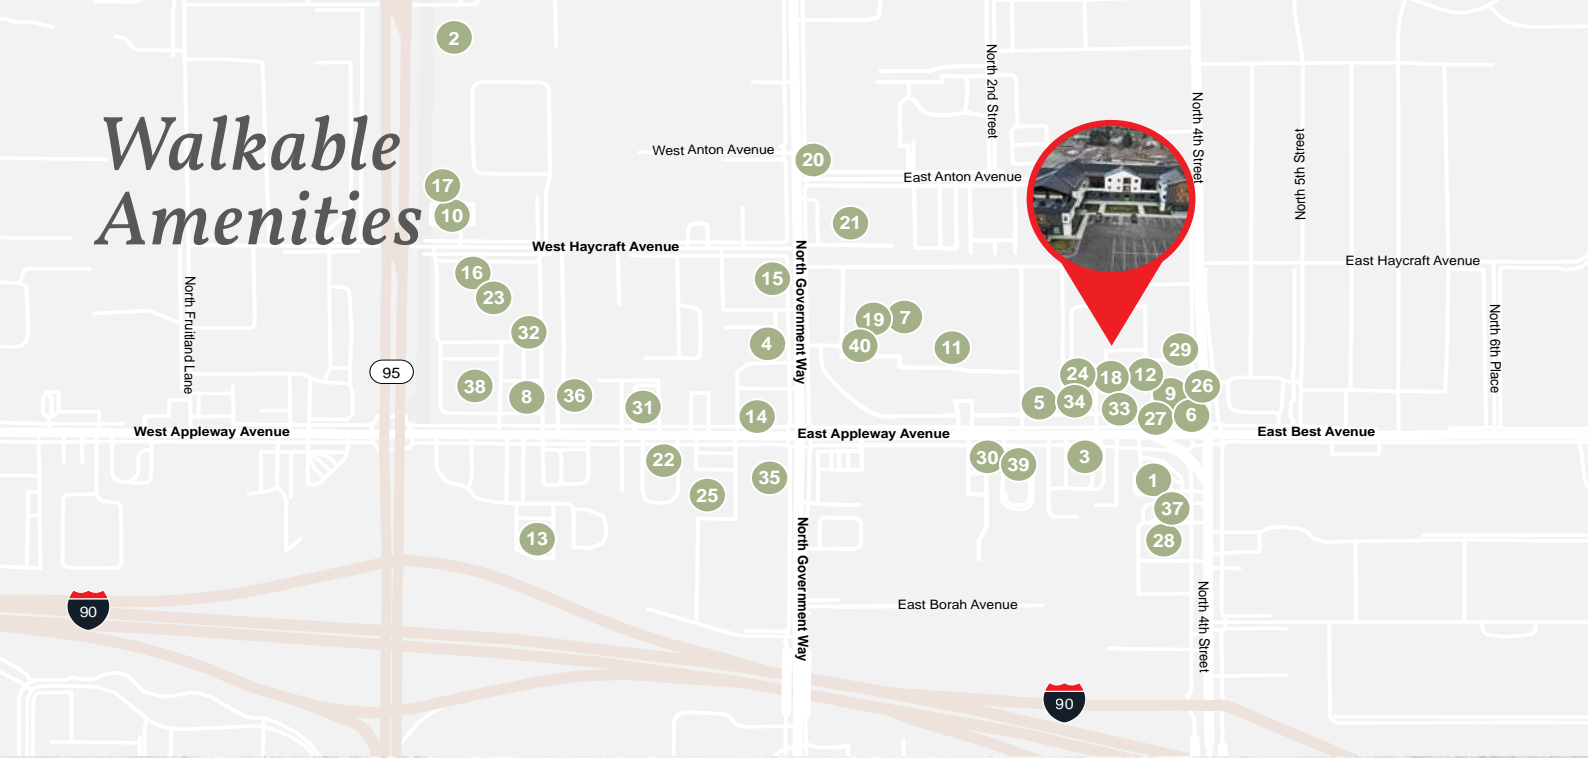 2
North 2nd Street
North 4th Street
Walkable
Amenities
West Anton Avenue
20
North 5th Street
17
East Anton Avenue
10
21
West Haycraft Avenue
East Haycraft Avenue
16
15
23
North Government Way
North Fruitland Lane
19
7
32
4
40
11
29
North 6th Place
95
24
18
12
38
8
36
26
9
31
14
5
34
33
27
6
West Appleway Avenue
East Appleway Avenue
East Best Avenue
22
30
39
3
35
1
25
37
13
28
North Government Way
90
East Borah Avenue
North 4th Street
90